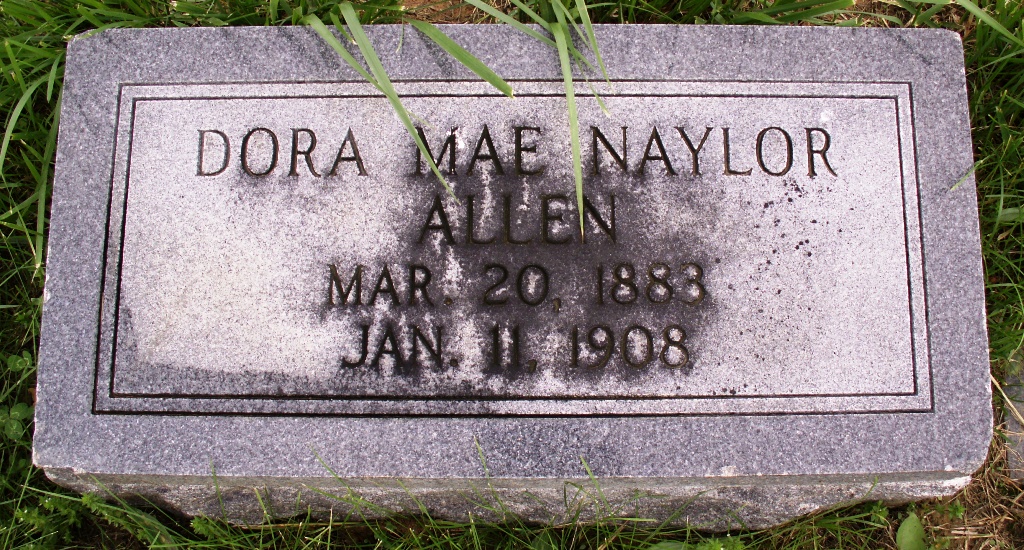 DORA MAE NAYLOR
ALLEN
MAR. 20, 1883
JAN. 11, 1908